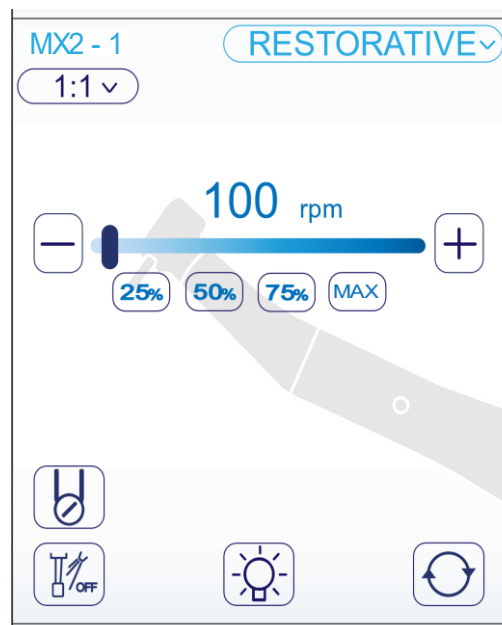 MX2 - 1 RESTORATIVE
1:1
100 rpm
25% 50% 75% MAX
OFF